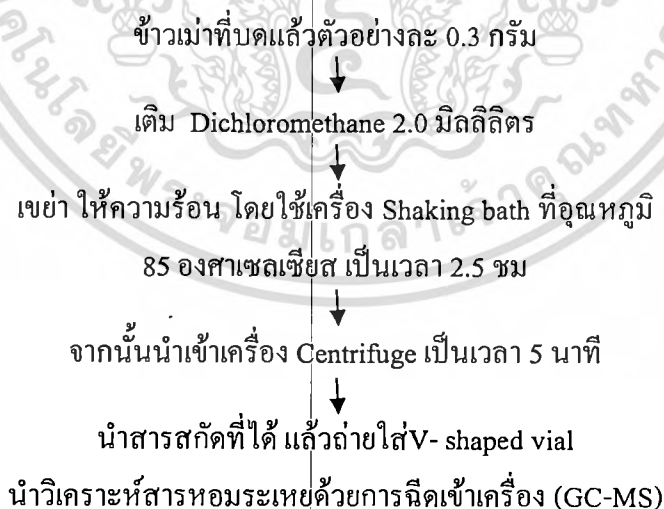 ข้าวเม่าที่บดแล้วตัวอย่างละ 0.3 กรัม
เติม Dichloromethane 2.0 มิลลิลิตร
เขย่า ให้ความร้อน โดยใช้เครื่อง Shaking bath ที่อุณหภูมิ
85 องศาเซลเซียส เป็นเวลา 2.5 ชม
จากนั้นนำเข้าเครื่อง Centrifuge เป็นเวลา 5 นาที
นำสารสกัดที่ได้ แล้วถ่ายใส่V- shaped vial
นำวิเคราะห์สารหอมระเหยด้วยการฉีดเข้าเครื่อง (GC-MS)